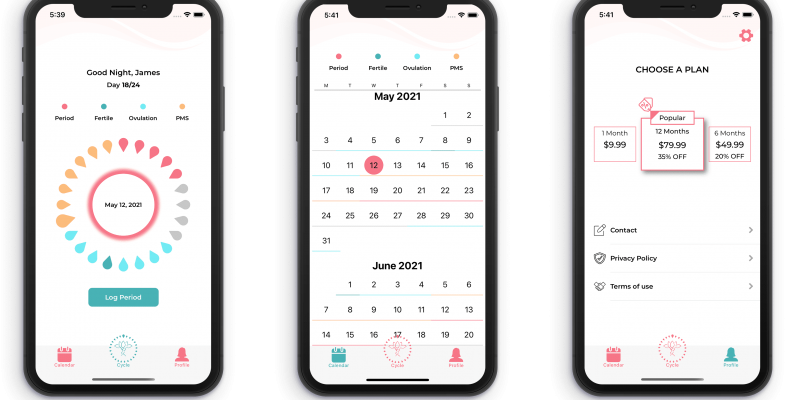 5:39
Good Night, James
Day 18/24
Period Fertile Ovulation PMS
May 12, 2021
Log Period
Calendar Cycle Profile
5:41
Period Fertile Ovulation PMS
M T W T F S S
May 2021
1 2
3 4 5 6 7 8 9
10 11 12 13 14 15 16
17 18 19 20 21 22 23
24 25 26 27 28 29 30
31
June 2021
1 2 3 4 5 6
7 8 9 10 11 12 13
14 15 16 17 18 19 20
Calendar Cycle Profile
5:41
CHOOSE A PLAN
Popular
1 Month
$9.99
12 Months
$79.99
35% OFF
6 Months
$49.99
20% OFF
Contact
Privacy Policy
Terms of use
Calendar Cycle Profile